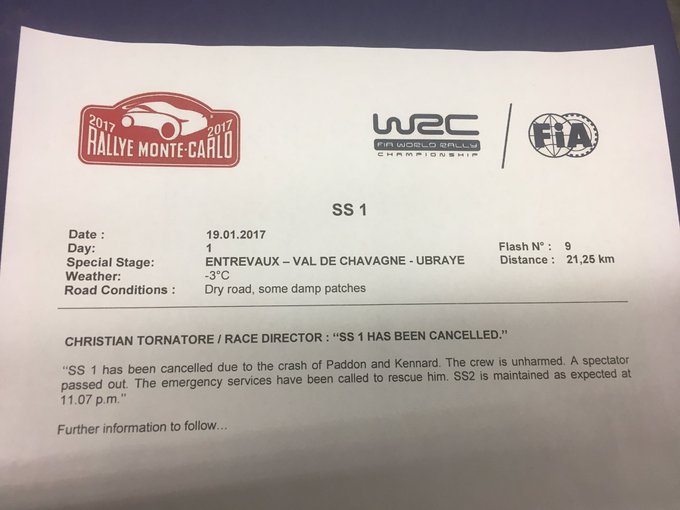 2017 2017
RALLYE MONTE-CARLO
WRC
FIA WORLD RALLY
CHAMPIONSHIP
FiA
SS 1
Date : 19.01.2017
Day: 1 Flash N° : 9
Special Stage: ENTREVAUX – VAL DE CHAVAGNE - UBRAYE Distance : 21,25 km
Weather: -3°C
Road Conditions : Dry road, some damp patches
CHRISTIAN TORNATORE / RACE DIRECTOR : “SS 1 HAS BEEN CANCELLED.”
“SS 1 has been cancelled due to the crash of Paddon and Kennard. The crew is unharmed. A spectator
passed out. The emergency services have been called to rescue him. SS2 is maintained as expected at
11.07 p.m.”
Further information to follow…